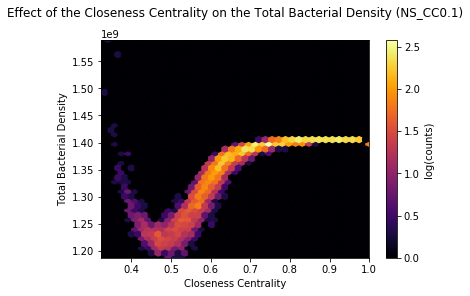 Effect of the Closeness Centrality on the Total Bacterial Density (NS_CC0.1)
1e9
1.55
1.50
1.45
1.40
1.35
1.30
1.25
1.20
Total Bacterial Density
0.4 0.5 0.6 0.7 0.8 0.9 1.0
Closeness Centrality
2.5
2.0
1.5
1.0
0.5
0.0
log(counts)